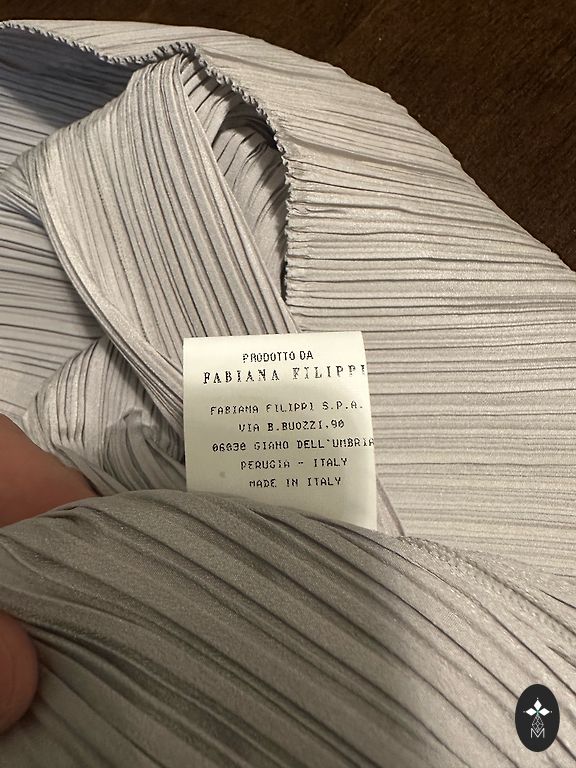 PRODOTTO DA
FABIANA FILIPPI
FABIANA FILIPPI S.P.A.
VIA B.BUOZZI,90
06030 GIANO DELL'UMBRIA
PERUGIA - ITALY
MADE IN ITALY
M